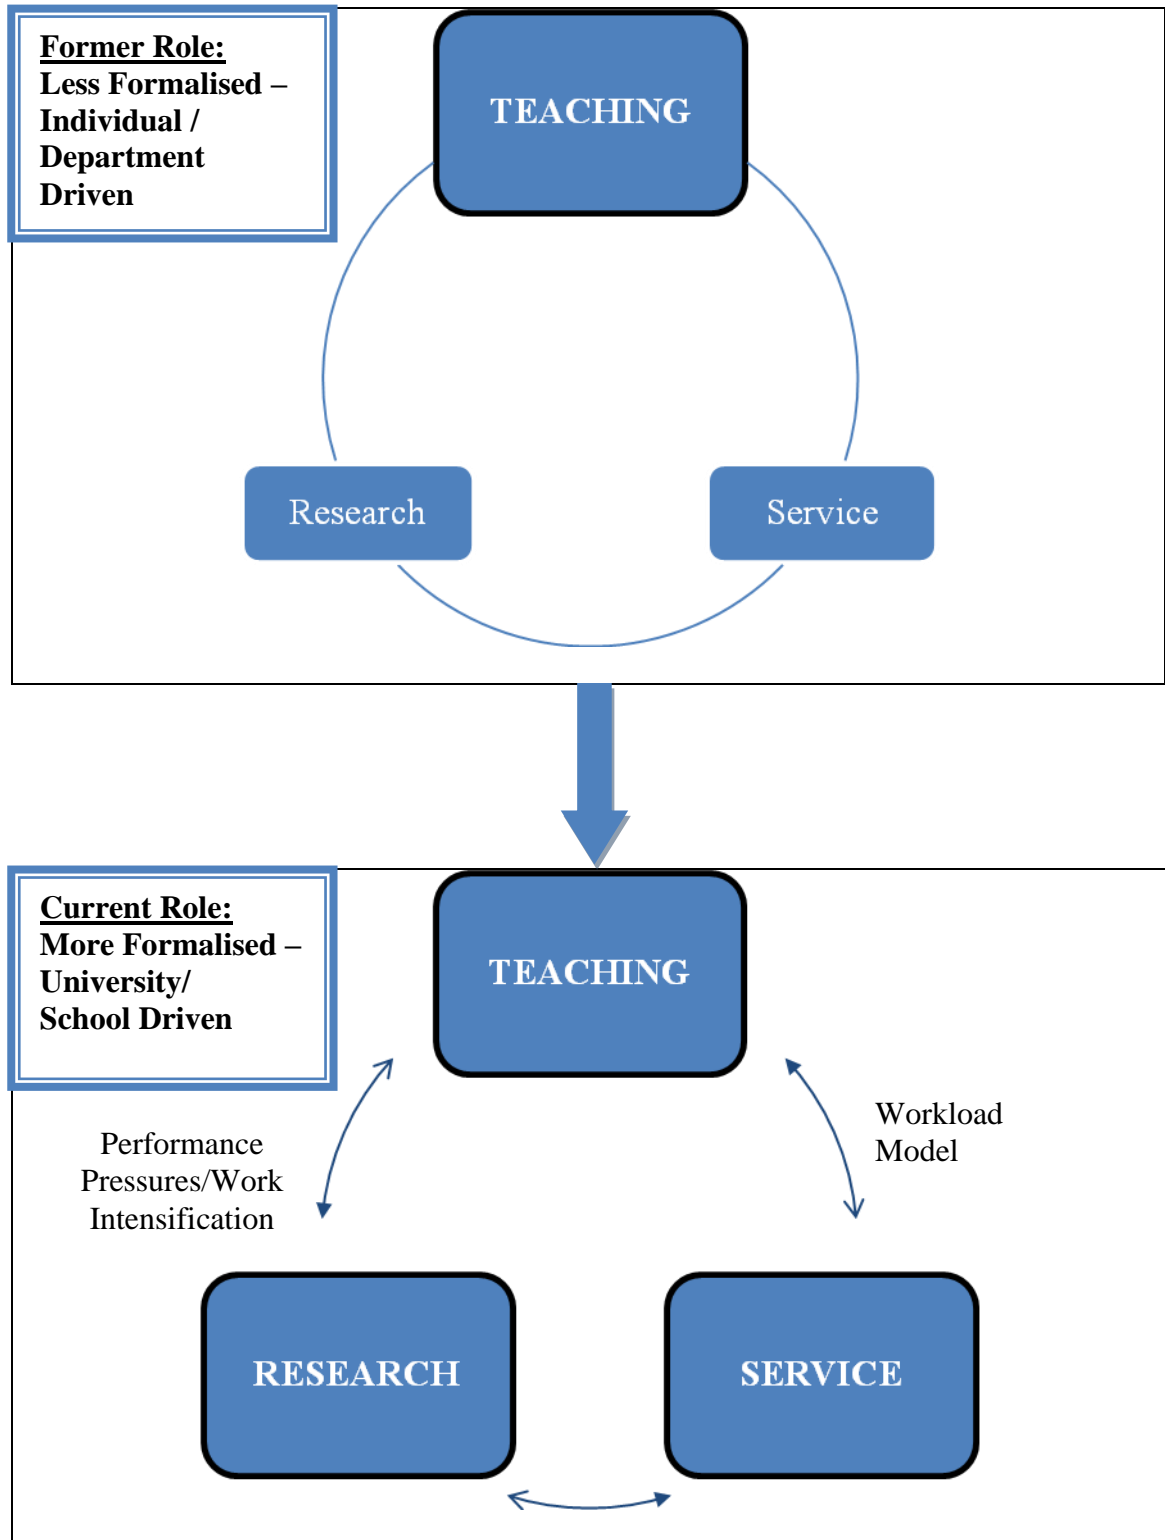 Former Role:
Less Formalised –
Individual /
Department
Driven
TEACHING
Research
Service
Current Role:
More Formalised –
University/
School Driven
TEACHING
Performance
Pressures/Work
Intensification
Workload
Model
RESEARCH
SERVICE